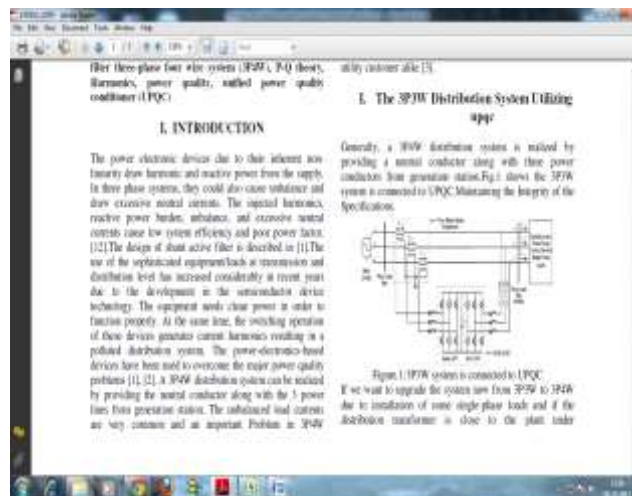 filter three-phase four wire system (3P4W), P-Q theory,
Harmonics, power quality, unified power quality
conditioner (UPQC)
I. INTRODUCTION
The power electronic devices due to their inherent non
linearity draw harmonic and reactive power from the supply.
In three phase systems, they could also cause unbalance and
draw excessive neutral currents. The injected harmonics,
reactive power burden, unbalance, and excessive neutral
currents cause low system efficiency and poor power factor.
[12].The design of shunt active filter is described in [1].The
use of the sophisticated equipment/loads at transmission and
distribution level has increased considerably in recent years
due to the development in the semiconductor device
technology. The equipment needs clean power in order to
function properly. At the same time, the switching operation
of these devices generates current harmonics resulting in a
polluted distribution system. The power-electronics-based
devices have been used to overcome the major power quality
problems [1], [2]. A 3P4W distribution system can be realized
by providing the neutral conductor along with the 3 power
lines from generation station. The unbalanced load currents
are very common and an important Problem in 3P4W
utility customer alike [3].
I. The 3P3W Distribution System Utilizing
upqc
Generally, a 3P4W distribution system is realized by
providing a neutral conductor along with three power
conductors from generation station.Fig.1 shows the 3P3W
system is connected to UPQC.Maintaining the Integrity of the
Specifications.
Figure.1: 3P3W system is connected to UPQC
If we want to upgrade the system now from 3P3W to 3P4W
due to installation of some single-phase loads and if the
distribution transformer is close to the plant under